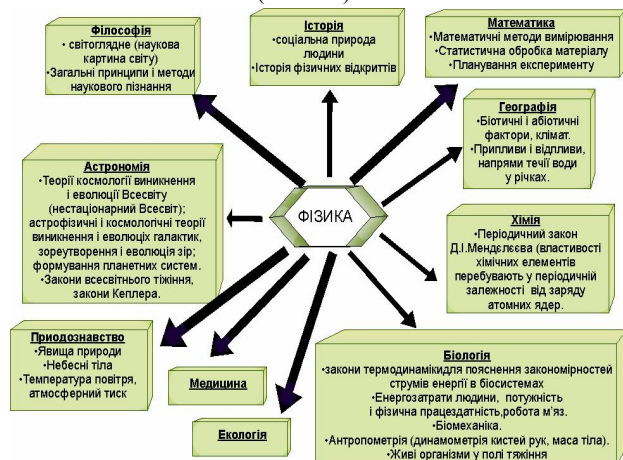 Філософія
• світоглядне (наукова
картина світу)
•Загальні принципи і методи
наукового пізнання
Історія
•соціальна природа
людини
•Історія фізичних відкриттів
Математика
•Математичні методи вимірювання
•Статистична обробка матеріалу
•Планування експерименту
Географія
•Біотичні і абіотичні
фактори, клімат.
•Припливи і відпливи,
напрями течії води
у річках.
Астрономія
•Теорії космології виникнення
і еволюції Всесвіту
(нестаціонарний Всесвіт);
астрофізичні і космологічні теорії
виникнення і еволюціх галактик,
зореутворення і еволюція зір;
формування планетних систем.
•Закони всесвітнього тіжіння,
закони Кеплера.
ФІЗИКА
Хімія
•Періодичний закон
Д.І.Мендєлєєва (властивості
хімічних елементів
перебувають у періодичній
залежності від заряду
атомних ядер.
Приодознавство
•Явища природи
•Небесні тіла
•Температура повітря,
атмосферний тиск
Медицина
Екологія
Біологія
•закони термодинамікидля пояснення закономірностей
струмів енергії в біосистемах
•Енергозатрати людини, потужність
і фізична працездатність,робота м'яз.
•Біомеханіка.
•Антропометрія (динамометрія кистей рук, маса тіла).
•Живі організми у полі тяжіння